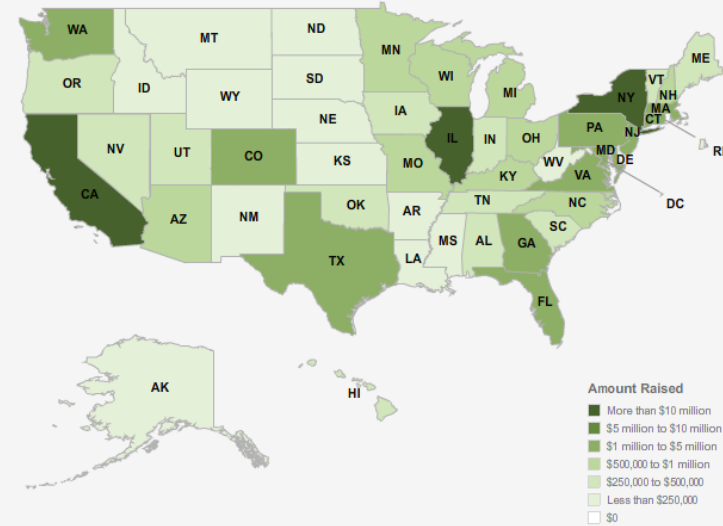 WA
MT
ND
MN
ME
OR
ID
SD
WI
VT
NH
NY
MA
WY
MI
CT
IA
NE
PA
NJ
NV
UT
CO
IL
IN
OH
MD
DE
KS
MO
WV
VA
CA
KY
DC
AZ
NM
OK
AR
TN
NC
SC
TX
LA
MS
AL
GA
FL
AK
HI
Amount Raised
More than $10 million
$5 million to $10 million
$1 million to $5 million
$500,000 to $1 million
$250,000 to $500,000
Less than $250,000
$0